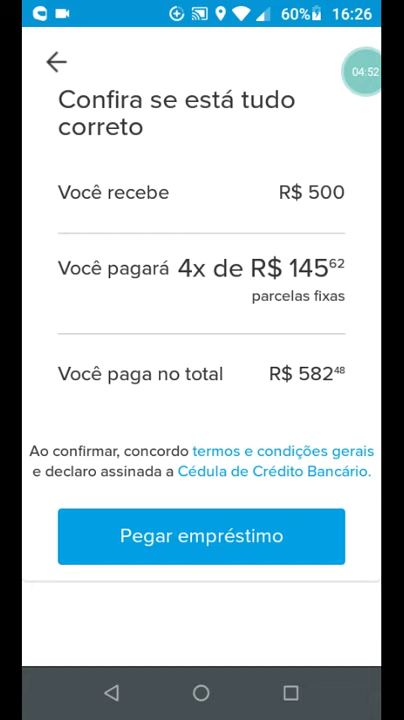 60% 16:26
04:52
Confira se está tudo
correto
Você recebe R$ 500
Você pagará 4x de R$ 145⁶²
parcelas fixas
Você paga no total R$ 582⁴⁸
Ao confirmar, concordo termos e condições gerais
e declaro assinada a Cédula de Crédito Bancário.
Pegar empréstimo